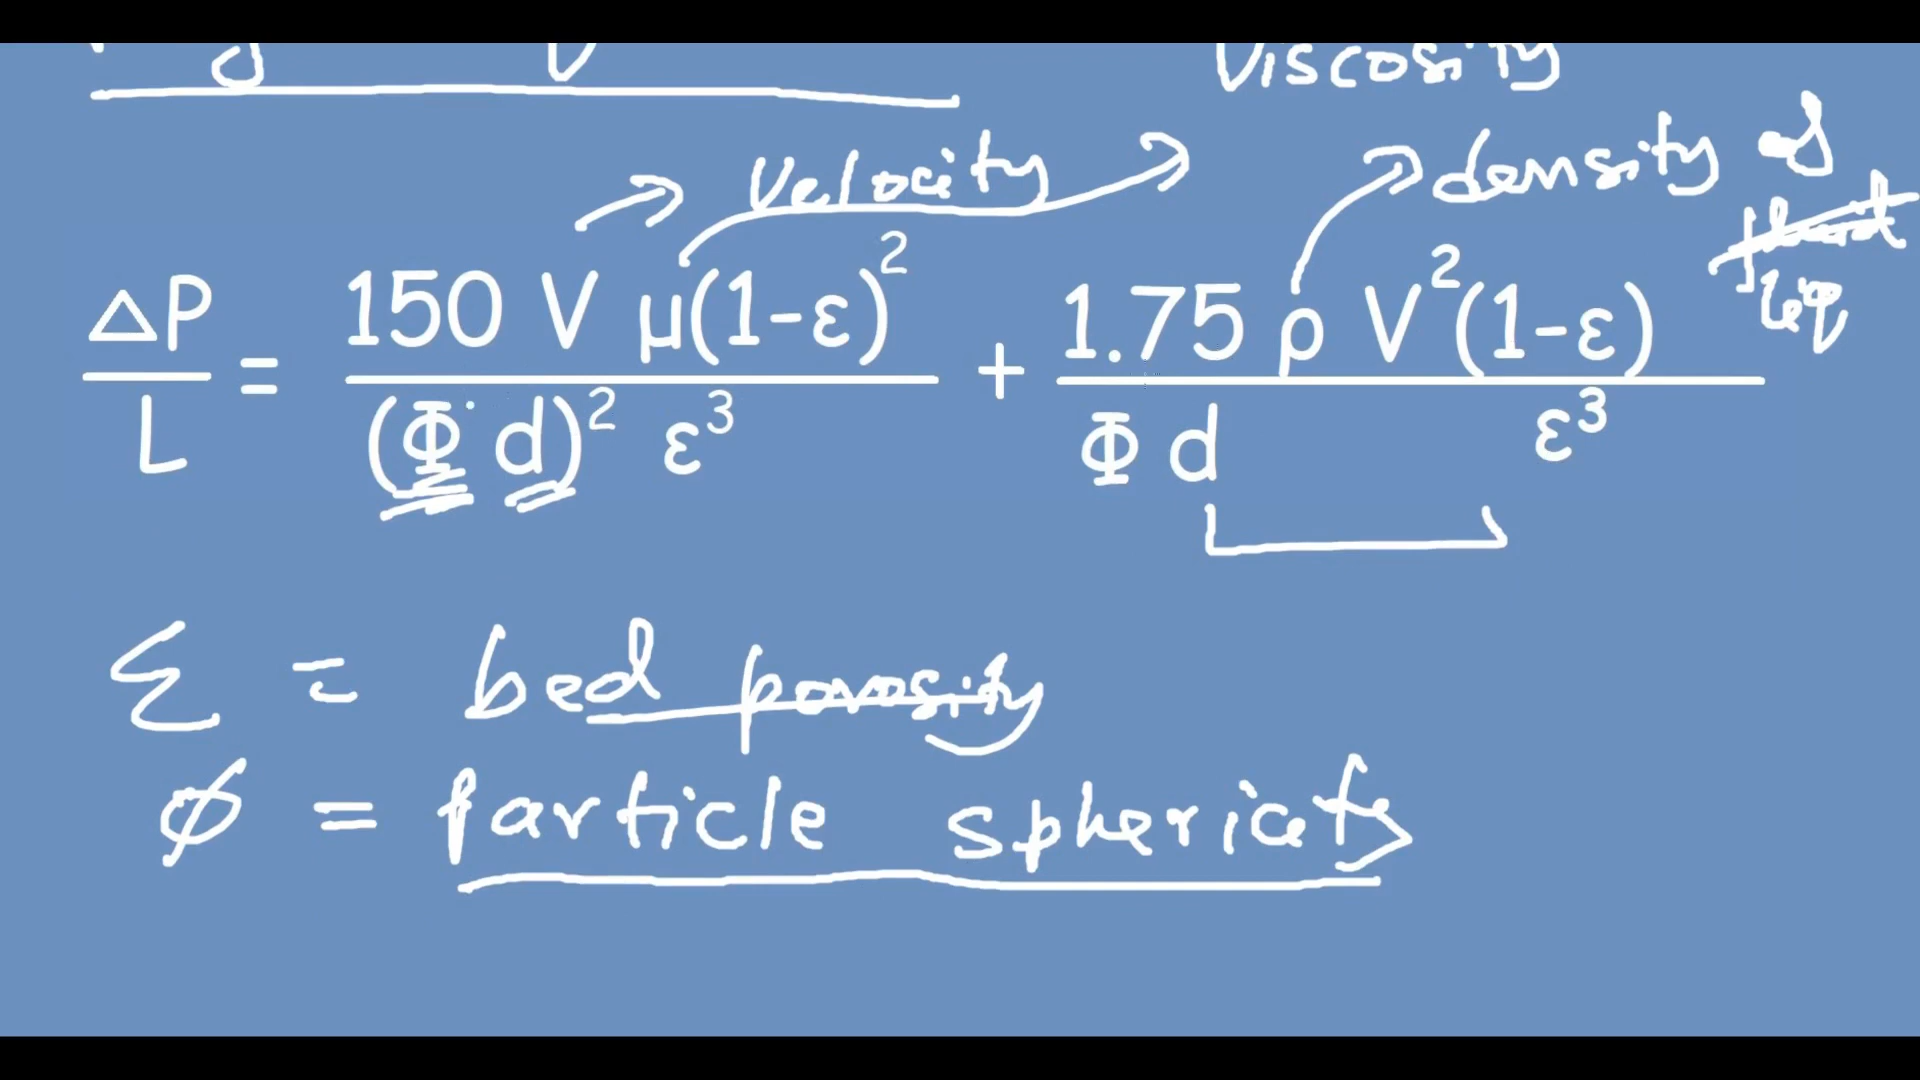 Viscosity
Velocity
density of
liq
ΔP/L = 150 V μ(1-ε)² / (Φ d)² ε³ + 1.75 ρ V²(1-ε) / Φ d ε³
Σ = bed porosity
φ = particle sphericity